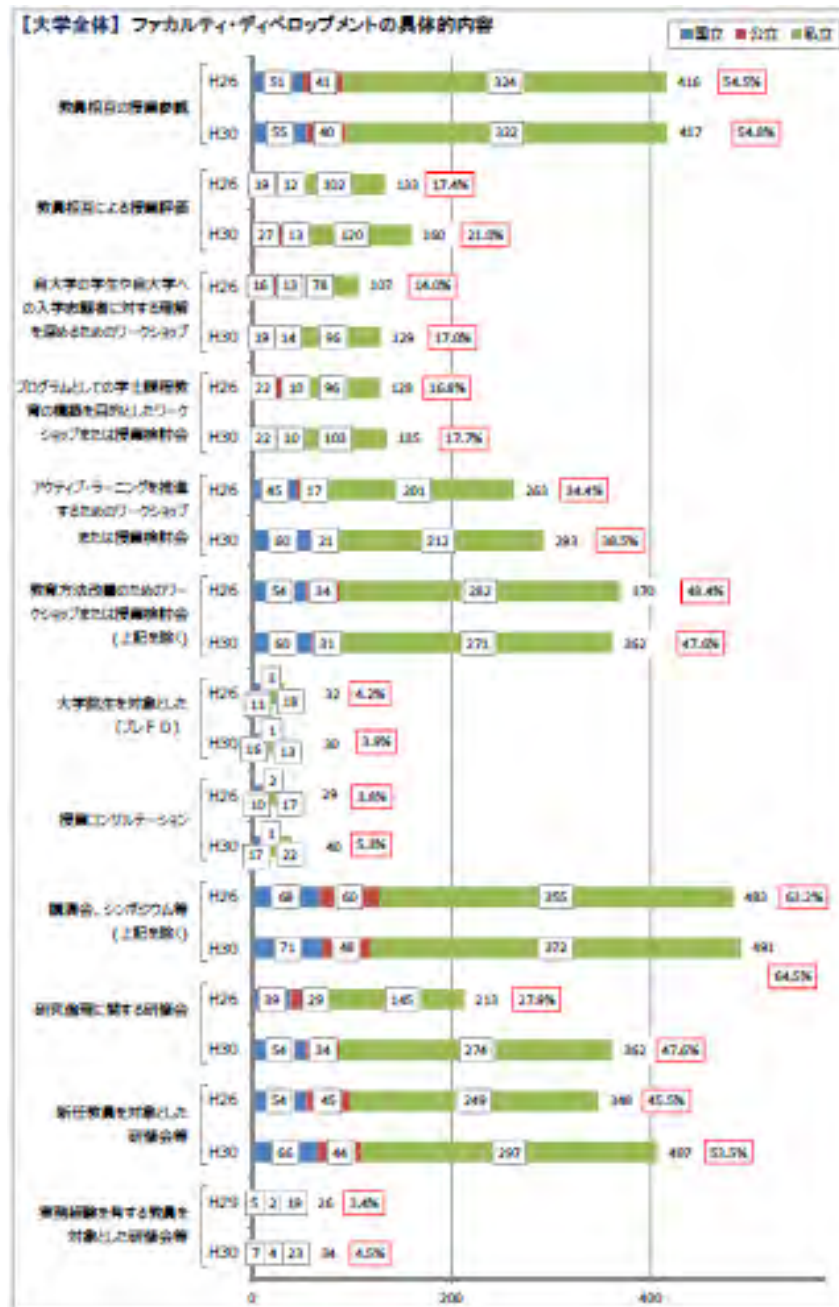 【大学全体】 ファカルティ・ディベロップメントの具体的内容
■国立 ■公立 ■私立
教員相互の授業参観
H26 51 41 324 416 54.5%
H30 55 40 322 417 54.8%
教員相互による授業評価
H26 19 12 102 133 17.4%
H30 27 13 120 160 21.0%
自大学の学生や自大学へ
の入学志願者に対する理解
を深めるためのワークショップ
H26 16 13 78 107 14.0%
H30 19 14 96 129 17.0%
プログラムとしての学士課程教
育の構築を目的としたワーク
ショップまたは授業検討会
H26 22 10 96 128 16.8%
H30 22 10 103 135 17.7%
アクティブ・ラーニングを推進
するためのワークショップ
または授業検討会
H26 45 17 201 263 34.4%
H30 60 21 212 293 38.5%
教育方法改善のためのワー
クショップまたは授業検討会
(上記を除く)
H26 54 34 282 370 48.4%
H30 60 31 271 362 47.6%
大学院生を対象とした
(プレFD)
H26 11 3 18 32 4.2%
H30 16 1 13 30 3.9%
授業コンサルテーション
H26 10 2 17 29 3.8%
H30 17 1 22 40 5.3%
講演会、シンポジウム等
(上記を除く)
H26 68 60 355 483 63.2%
H30 71 48 372 491 64.5%
研究倫理に関する研修会
H26 39 29 145 213 27.9%
H30 54 34 274 362 47.6%
新任教員を対象とした
研修会等
H26 54 45 249 348 45.5%
H30 66 44 297 407 53.5%
実務経験を有する教員を
対象とした研修会等
H29 5 2 19 26 3.4%
H30 7 4 23 34 4.5%
0 200 400